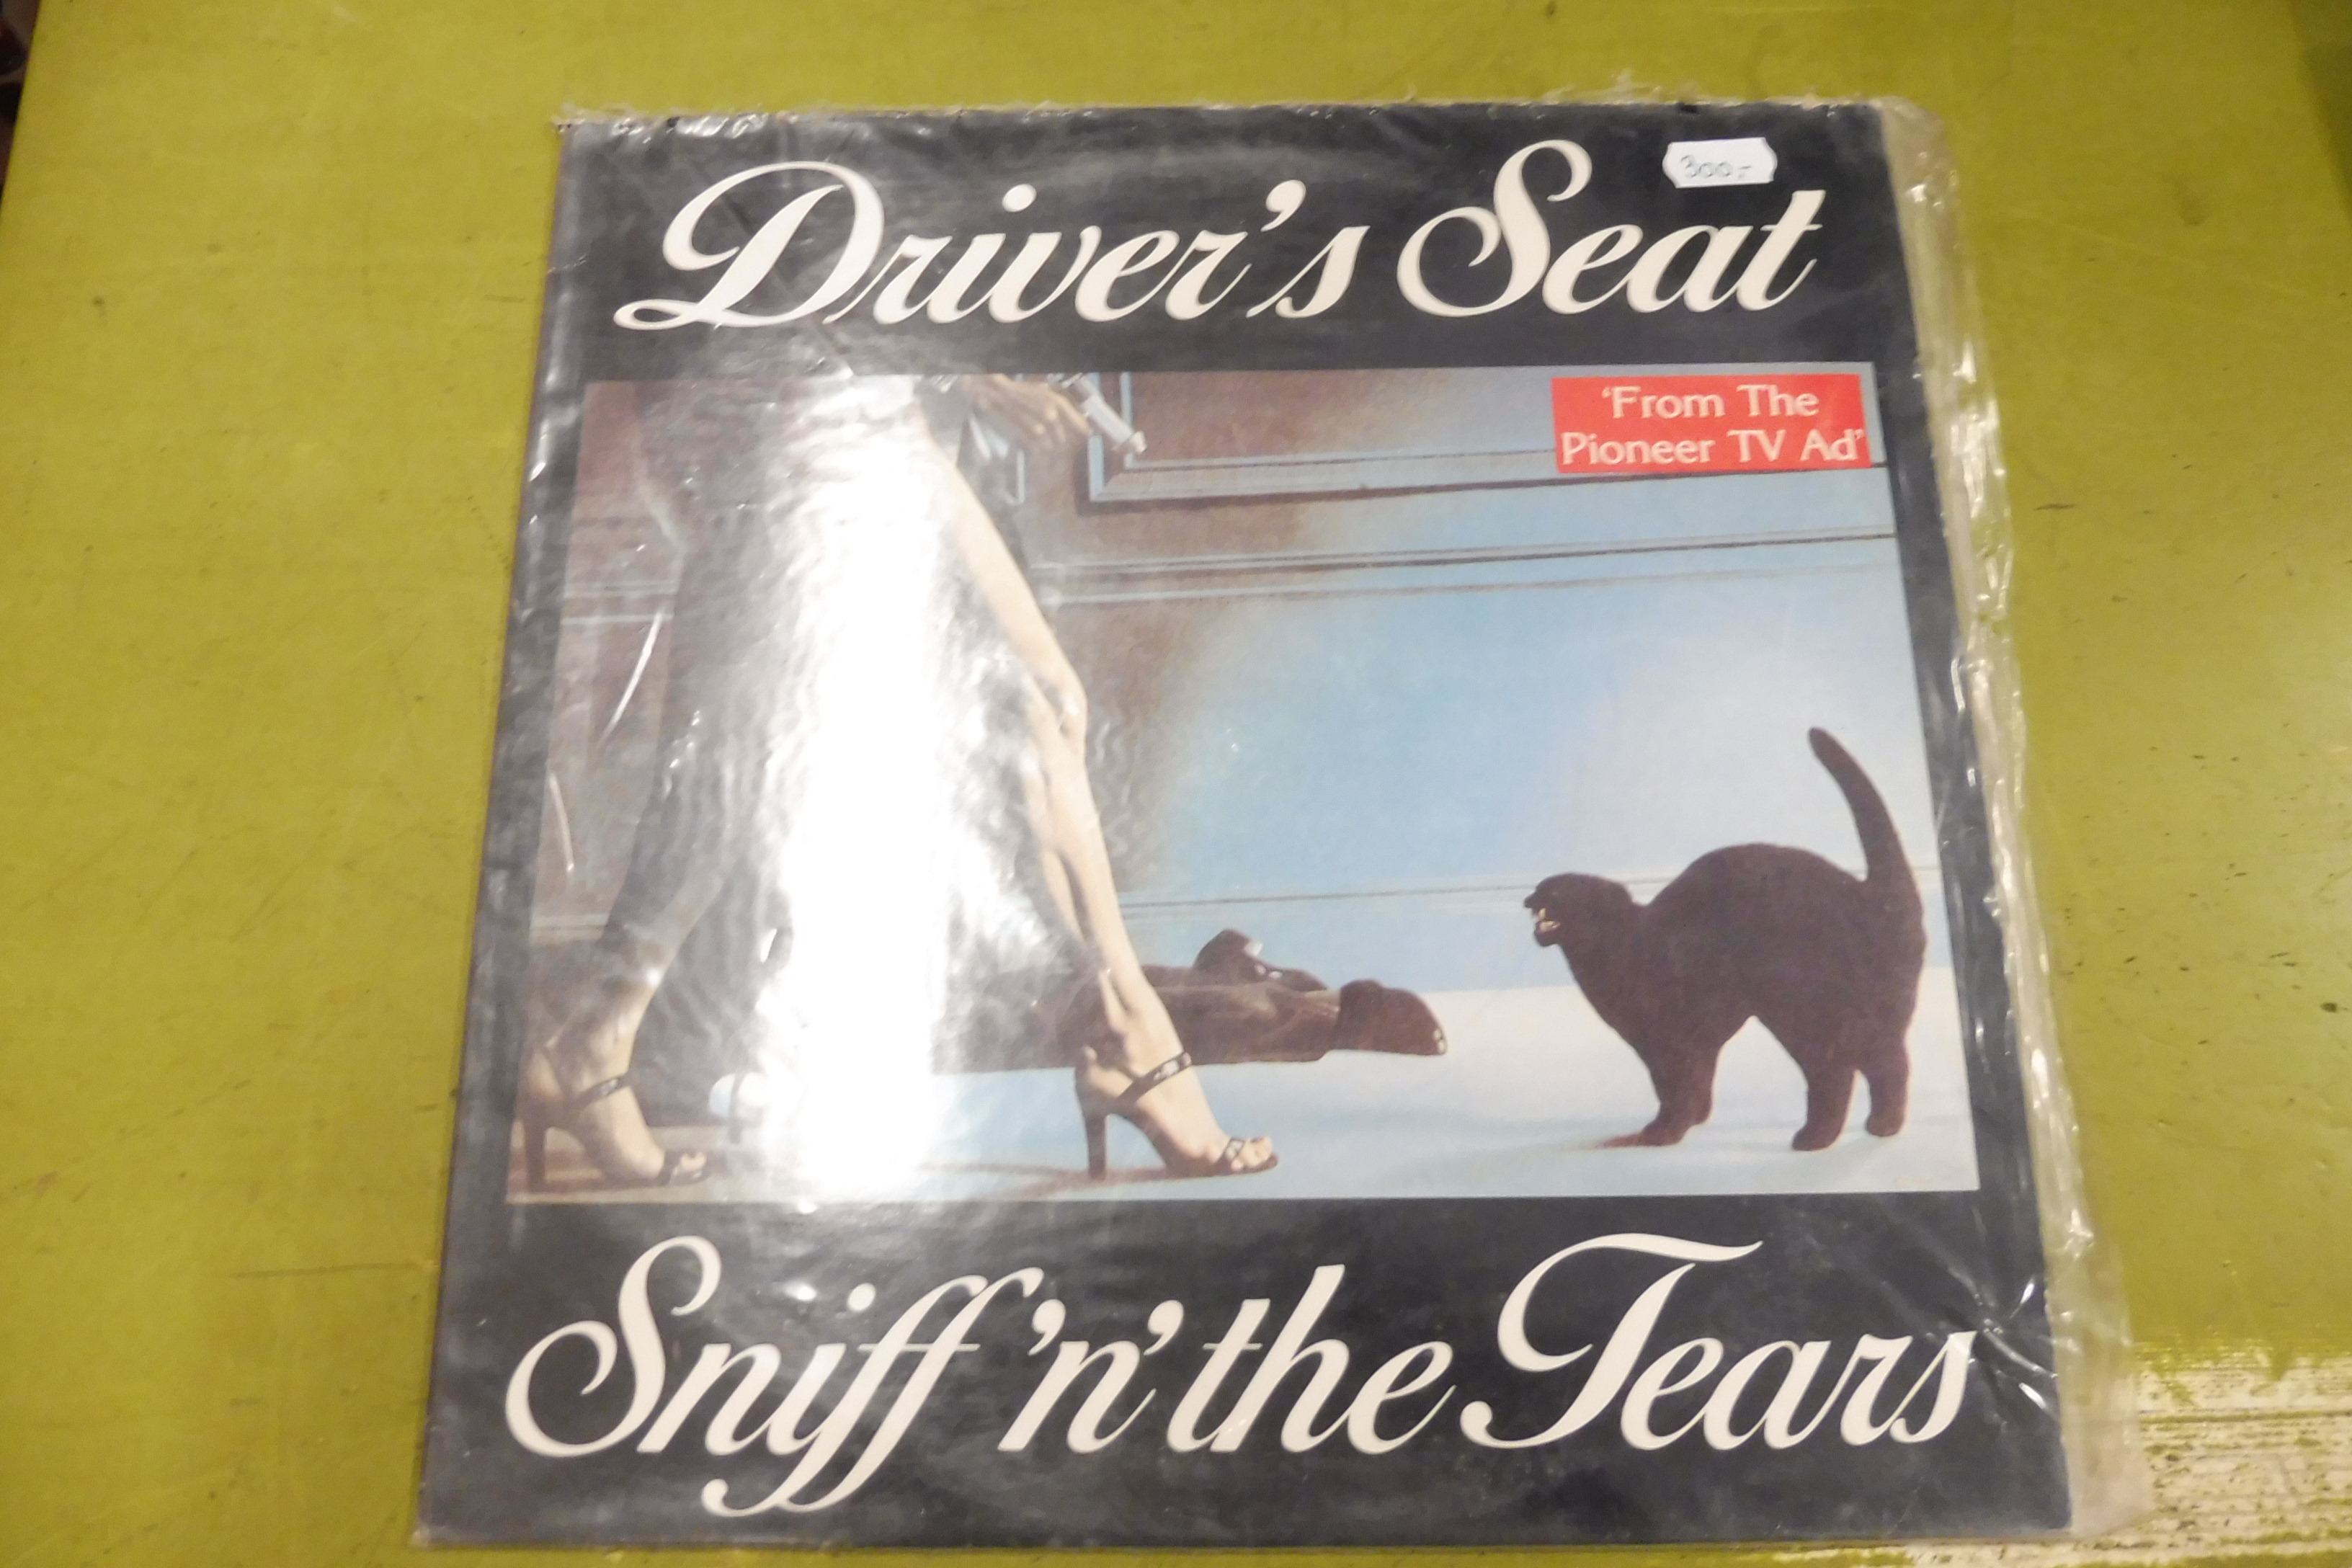 300.-
Driver's Seat
'From The
Pioneer TV Ad'
Sniff 'n' the Tears